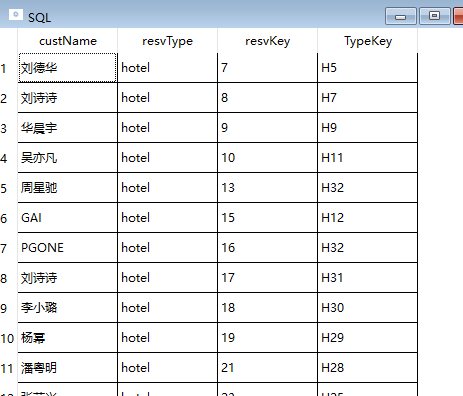 SQL
custName resvType resvKey TypeKey
1 刘德华 hotel 7 H5
2 刘诗诗 hotel 8 H7
3 华晨宇 hotel 9 H9
4 吴亦凡 hotel 10 H11
5 周星驰 hotel 13 H32
6 GAI hotel 15 H12
7 PGONE hotel 16 H32
8 刘诗诗 hotel 17 H31
9 李小璐 hotel 18 H30
10 杨幂 hotel 19 H29
11 潘粤明 hotel 21 H28